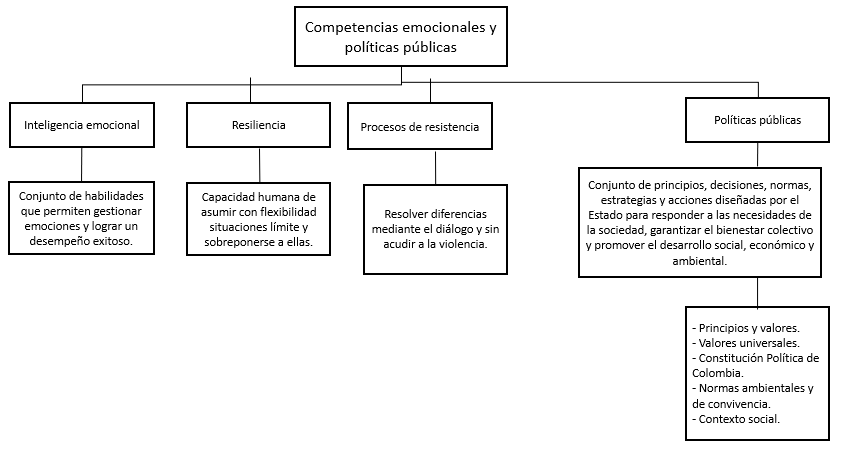 Competencias emocionales y
políticas públicas
Inteligencia emocional
Resiliencia
Procesos de resistencia
Políticas públicas
Conjunto de habilidades
que permiten gestionar
emociones y lograr un
desempeño exitoso.
Capacidad humana de
asumir con flexibilidad
situaciones límite y
sobreponerse a ellas.
Resolver diferencias
mediante el diálogo y sin
acudir a la violencia.
Conjunto de principios, decisiones, normas,
estrategias y acciones diseñadas por el
Estado para responder a las necesidades de
la sociedad, garantizar el bienestar colectivo
y promover el desarrollo social, económico y
ambiental.
- Principios y valores.
- Valores universales.
- Constitución Política de
Colombia.
- Normas ambientales y
de convivencia.
- Contexto social.